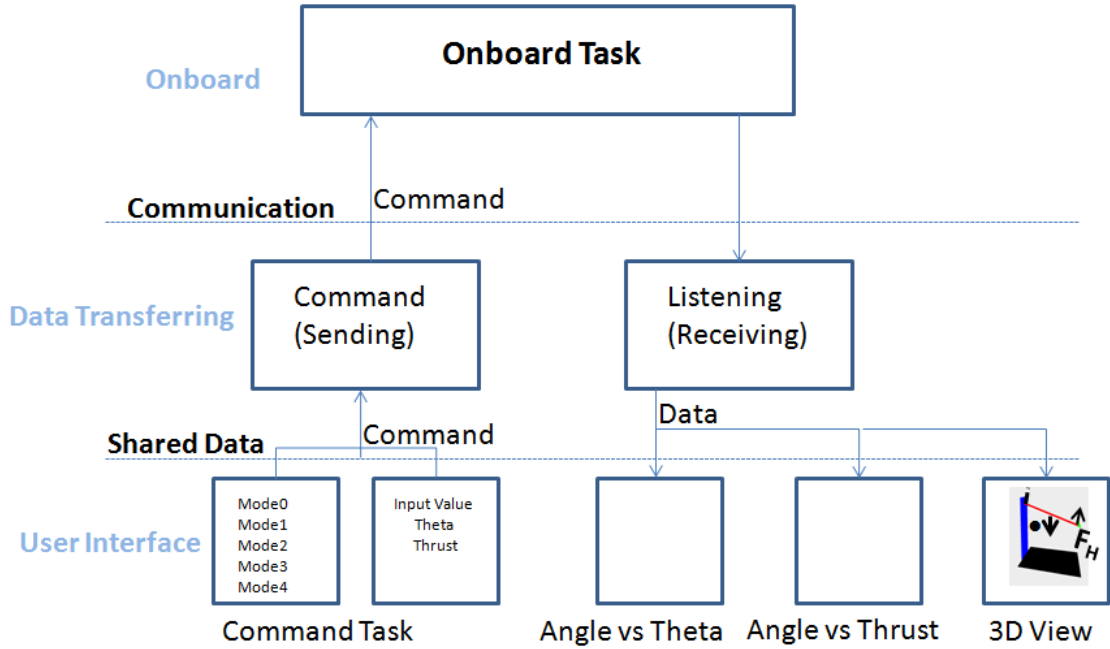 Onboard Task
Onboard
Communication
Command
Data Transferring
Command
(Sending)
Listening
(Receiving)
Shared Data
Command
Data
User Interface
Mode0
Mode1
Mode2
Mode3
Mode4
Input Value
Theta
Thrust
F H
Command Task
Angle vs Theta
Angle vs Thrust
3D View